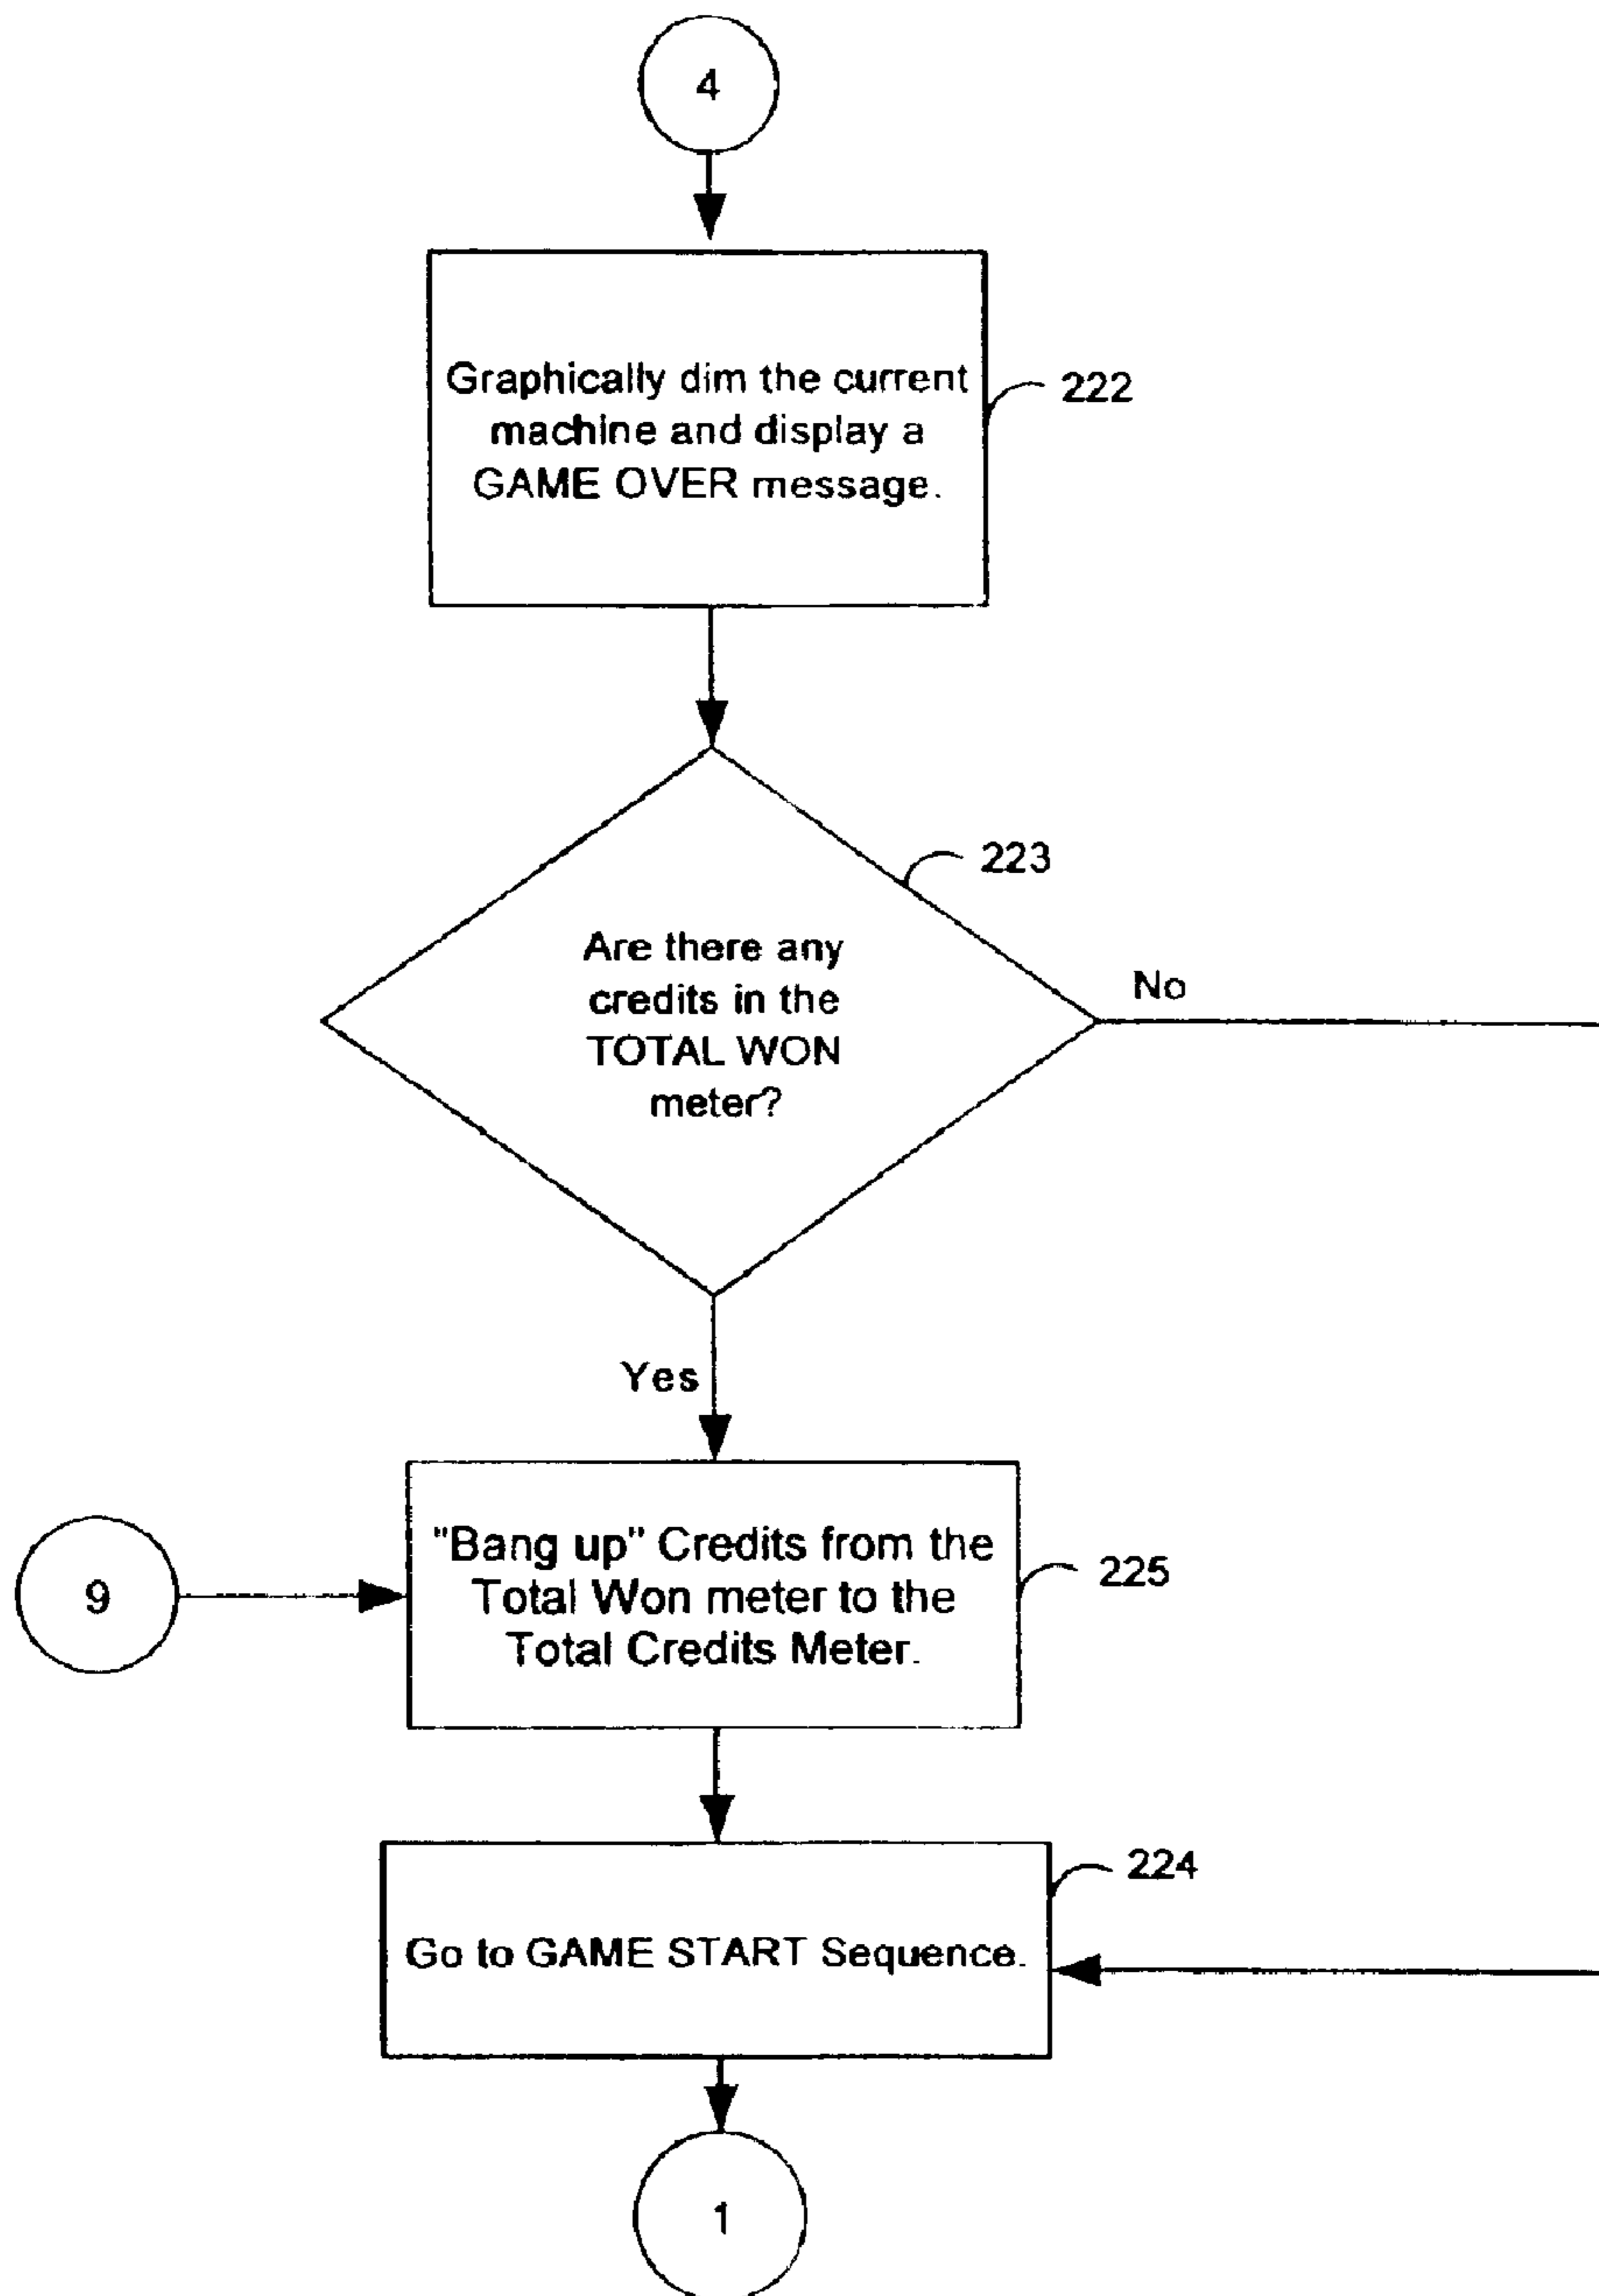 4
Graphically dim the current
machine and display a
GAME OVER message.
222
223
Are there any
credits in the
TOTAL WON
meter?
No
Yes
9
"Bang up" Credits from the
Total Won meter to the
Total Credits Meter.
225
224
Go to GAME START Sequence.
1